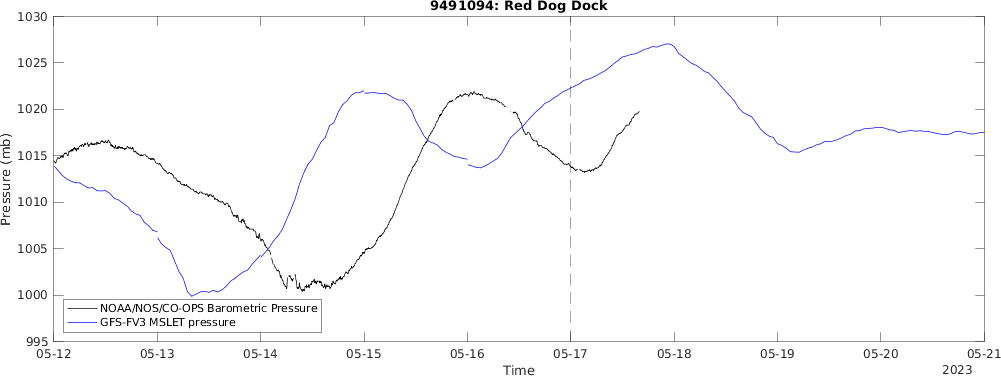 9491094: Red Dog Dock
Pressure (mb)
1030
1025
1020
1015
1010
1005
1000
995
NOAA/NOS/CO-OPS Barometric Pressure
GFS-FV3 MSLET pressure
05-12 05-13 05-14 05-15 05-16 05-17 05-18 05-19 05-20 05-21
Time
2023